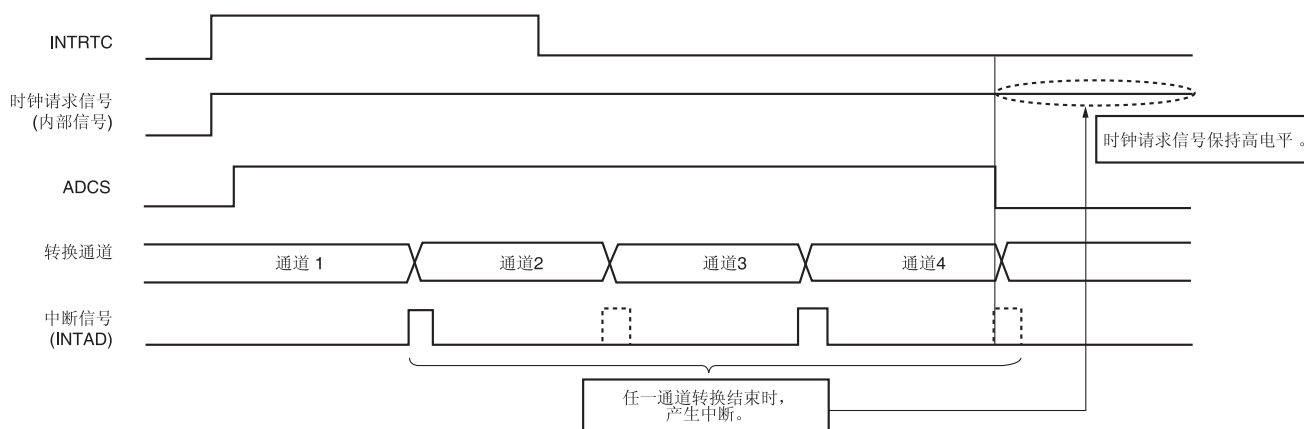 INTRTC
时钟请求信号
(内部信号)
时钟请求信号保持高电平 。
ADCS
转换通道
通道 1
通道2
通道3
通道4
中断信号
(INTAD)
任一通道转换结束时，
产生中断。